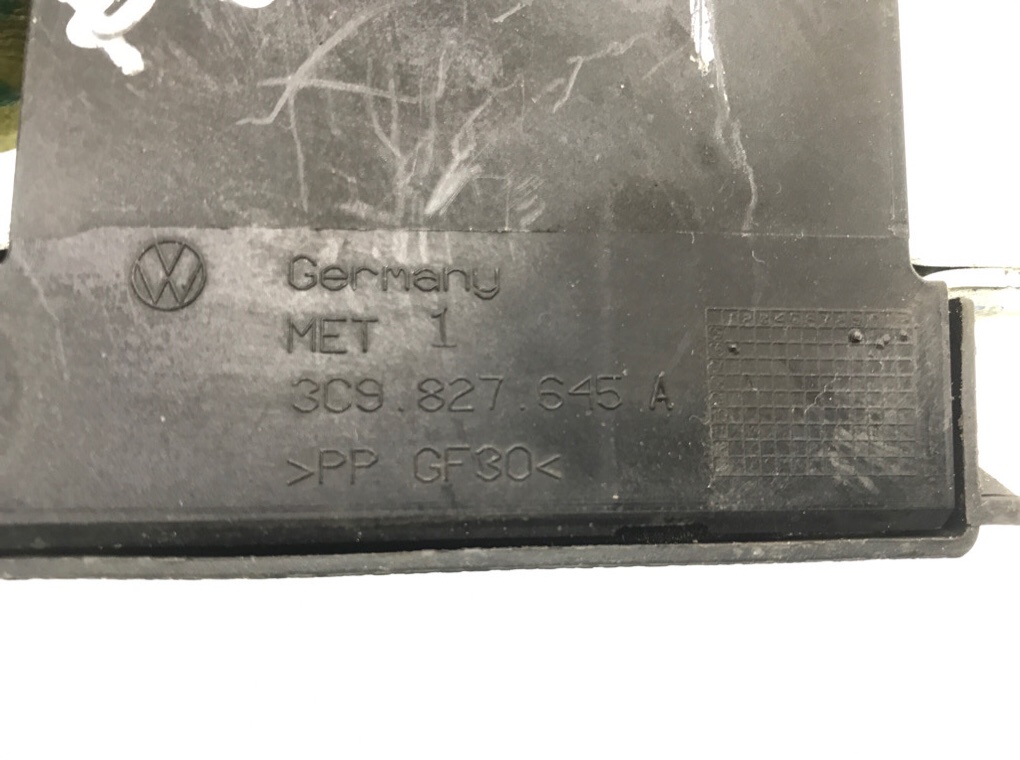 Germany
MET 1
3C9.827.645 A
>PP GF30<